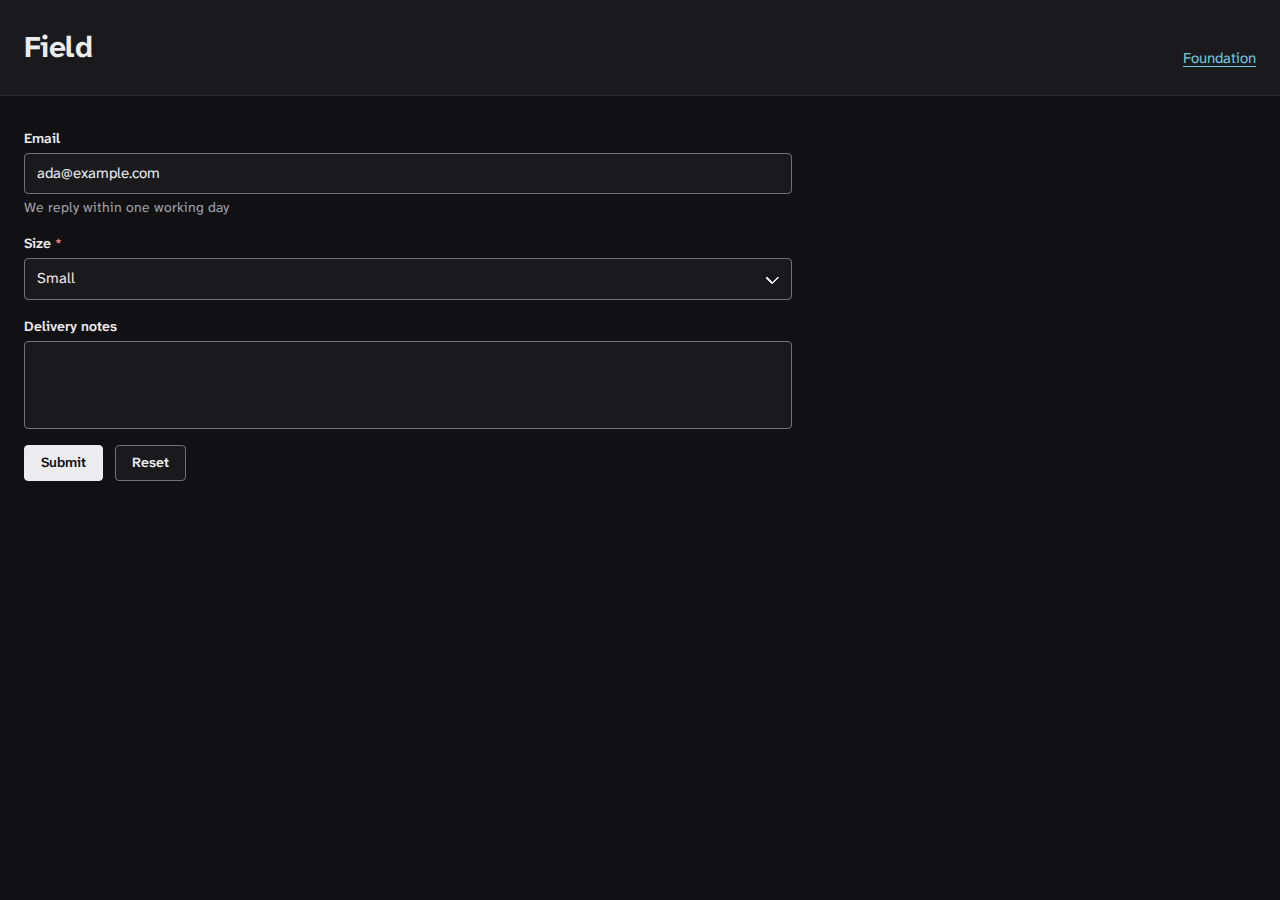 Field
Foundation
Email
ada@example.com
We reply within one working day
Size *
Small
Delivery notes
Submit
Reset